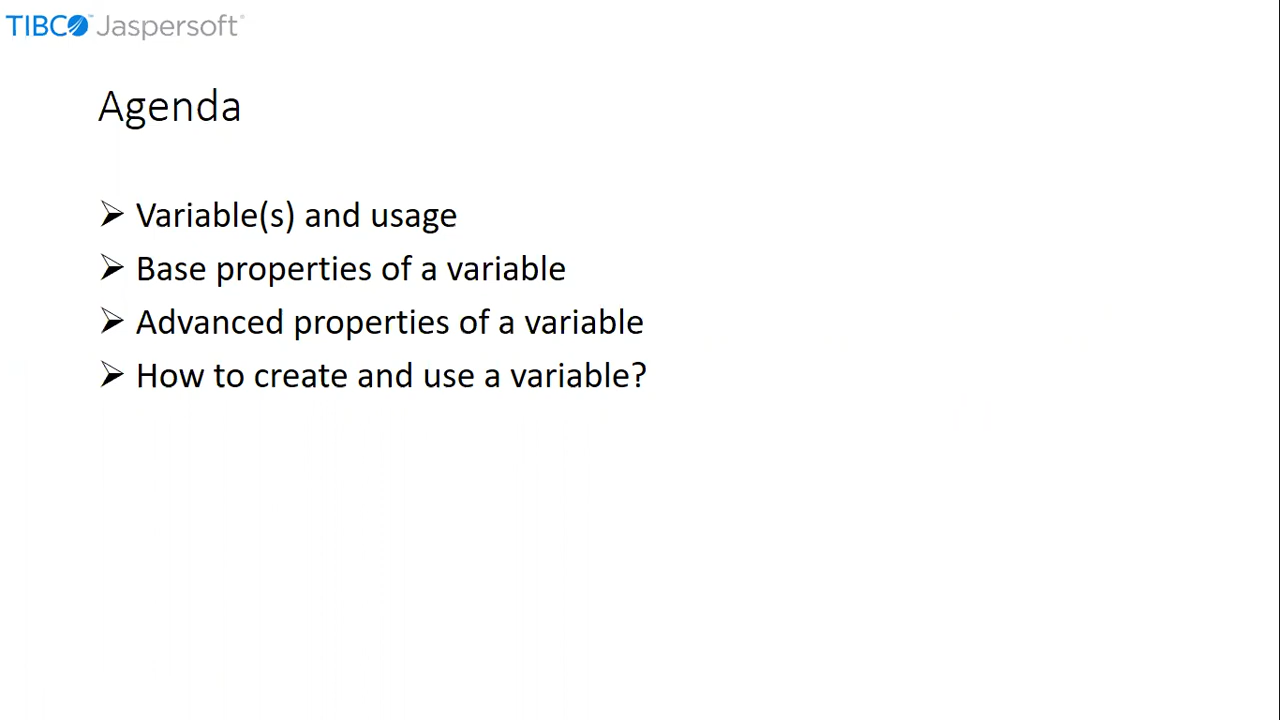 TIBCO™ Jaspersoft®
Agenda
➢ Variable(s) and usage
➢ Base properties of a variable
➢ Advanced properties of a variable
➢ How to create and use a variable?